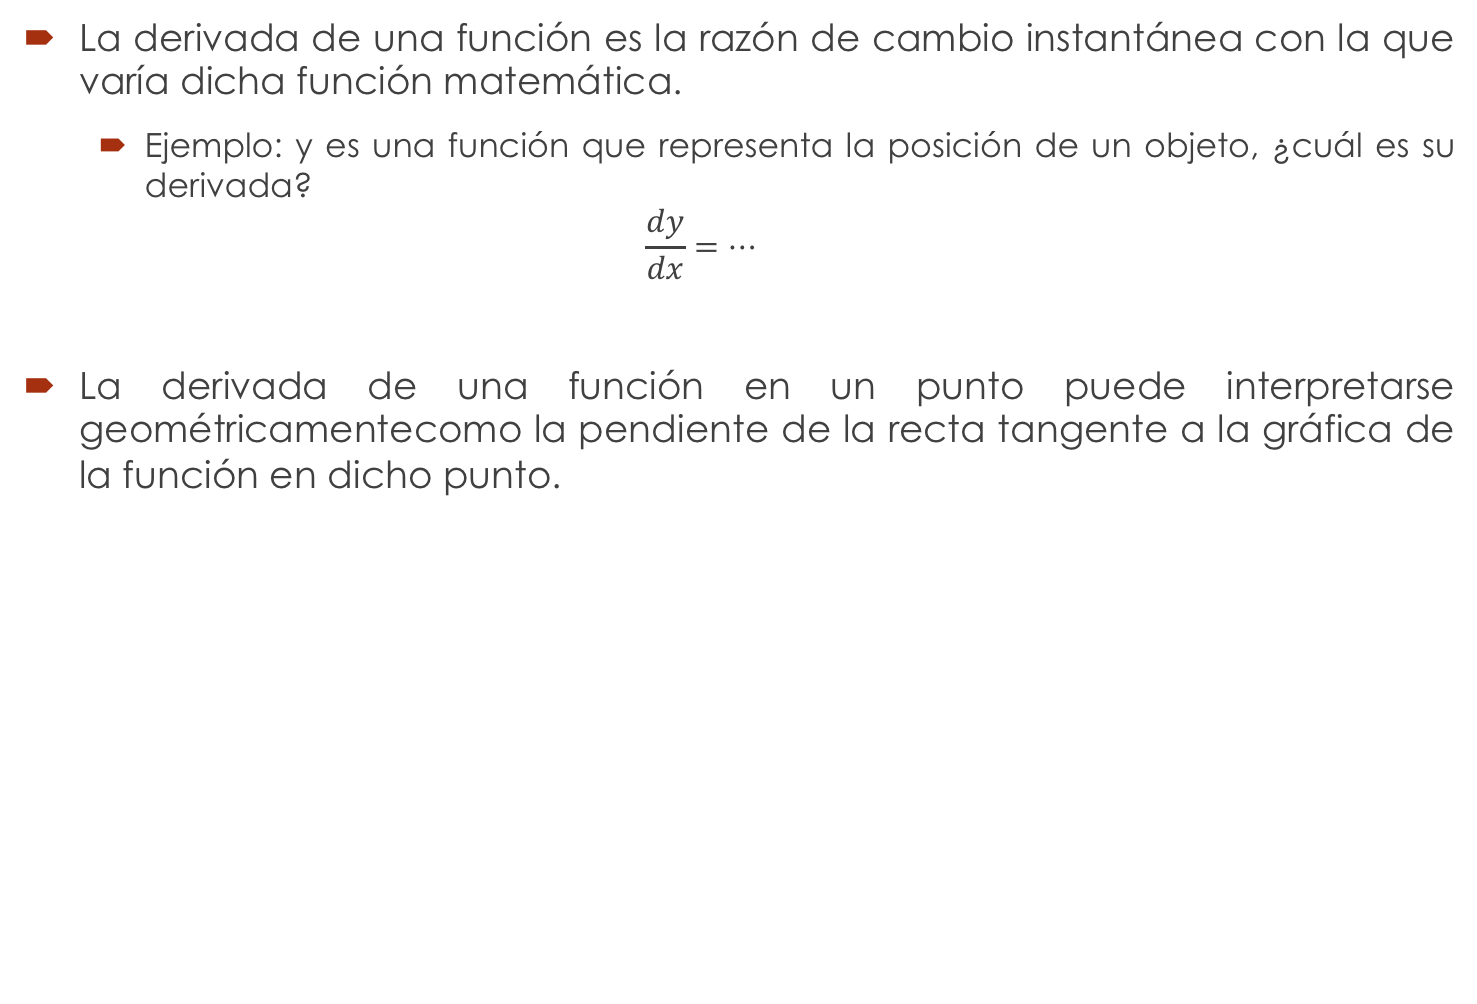 La derivada de una función es la razón de cambio instantánea con la que
varía dicha función matemática.
Ejemplo: y es una función que representa la posición de un objeto, ¿cuál es su
derivada?
dy/dx = ⋯
La derivada de una función en un punto puede interpretarse
geométricamentecomo la pendiente de la recta tangente a la gráfica de
la función en dicho punto.